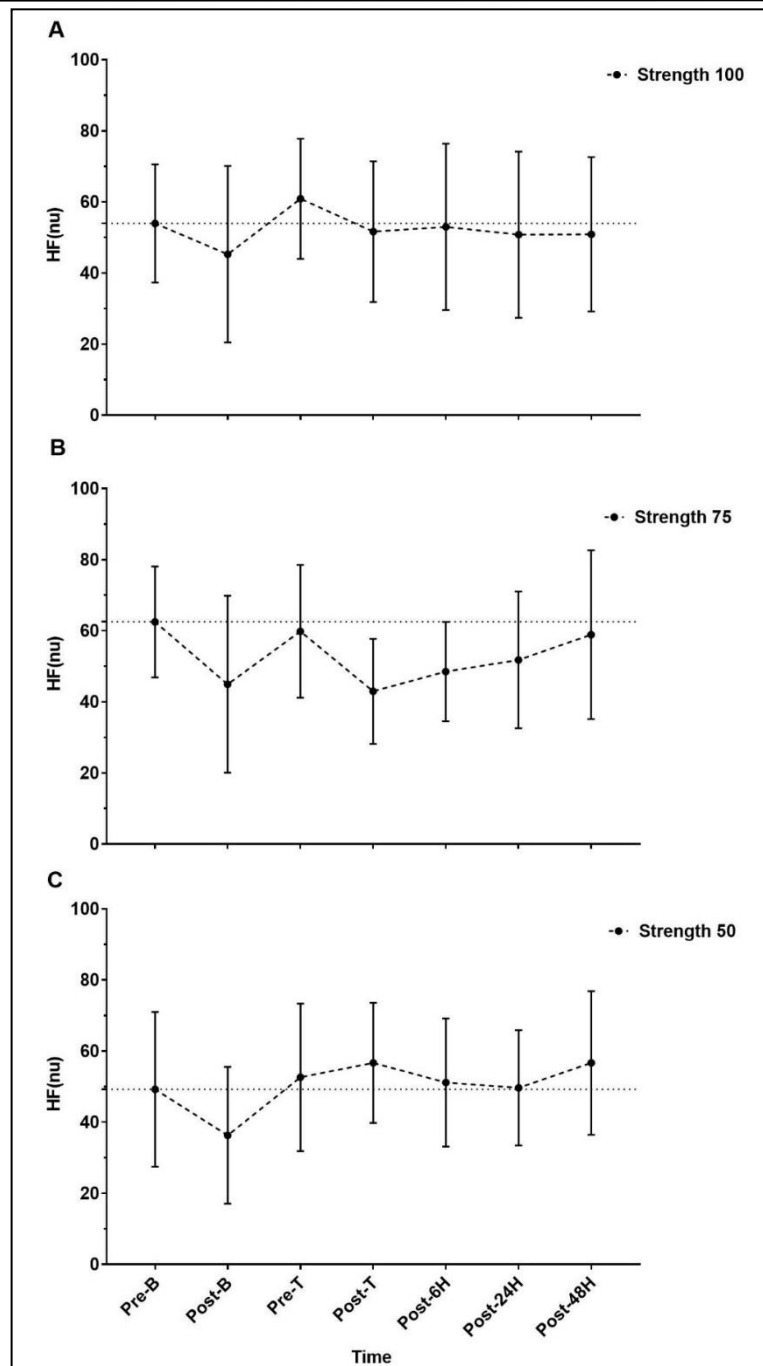 A
100
80
60
40
20
0
HF(nu)
Strength 100
B
100
80
60
40
20
0
HF(nu)
Strength 75
C
100
80
60
40
20
0
HF(nu)
Strength 50
Pre-B
Post-B
Pre-T
Post-T
Post-6H
Post-24H
Post-48H
Time